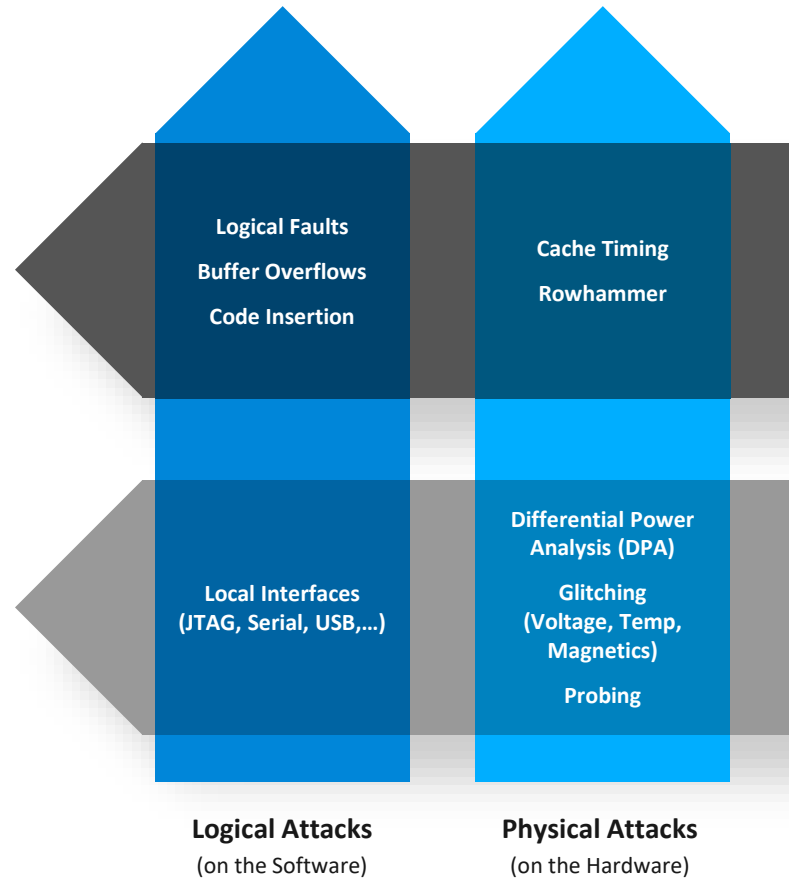 Logical Faults
Buffer Overflows
Code Insertion
Cache Timing
Rowhammer
Local Interfaces
(JTAG, Serial, USB,...)
Differential Power
Analysis (DPA)
Glitching
(Voltage, Temp,
Magnetics)
Probing
Logical Attacks
(on the Software)
Physical Attacks
(on the Hardware)